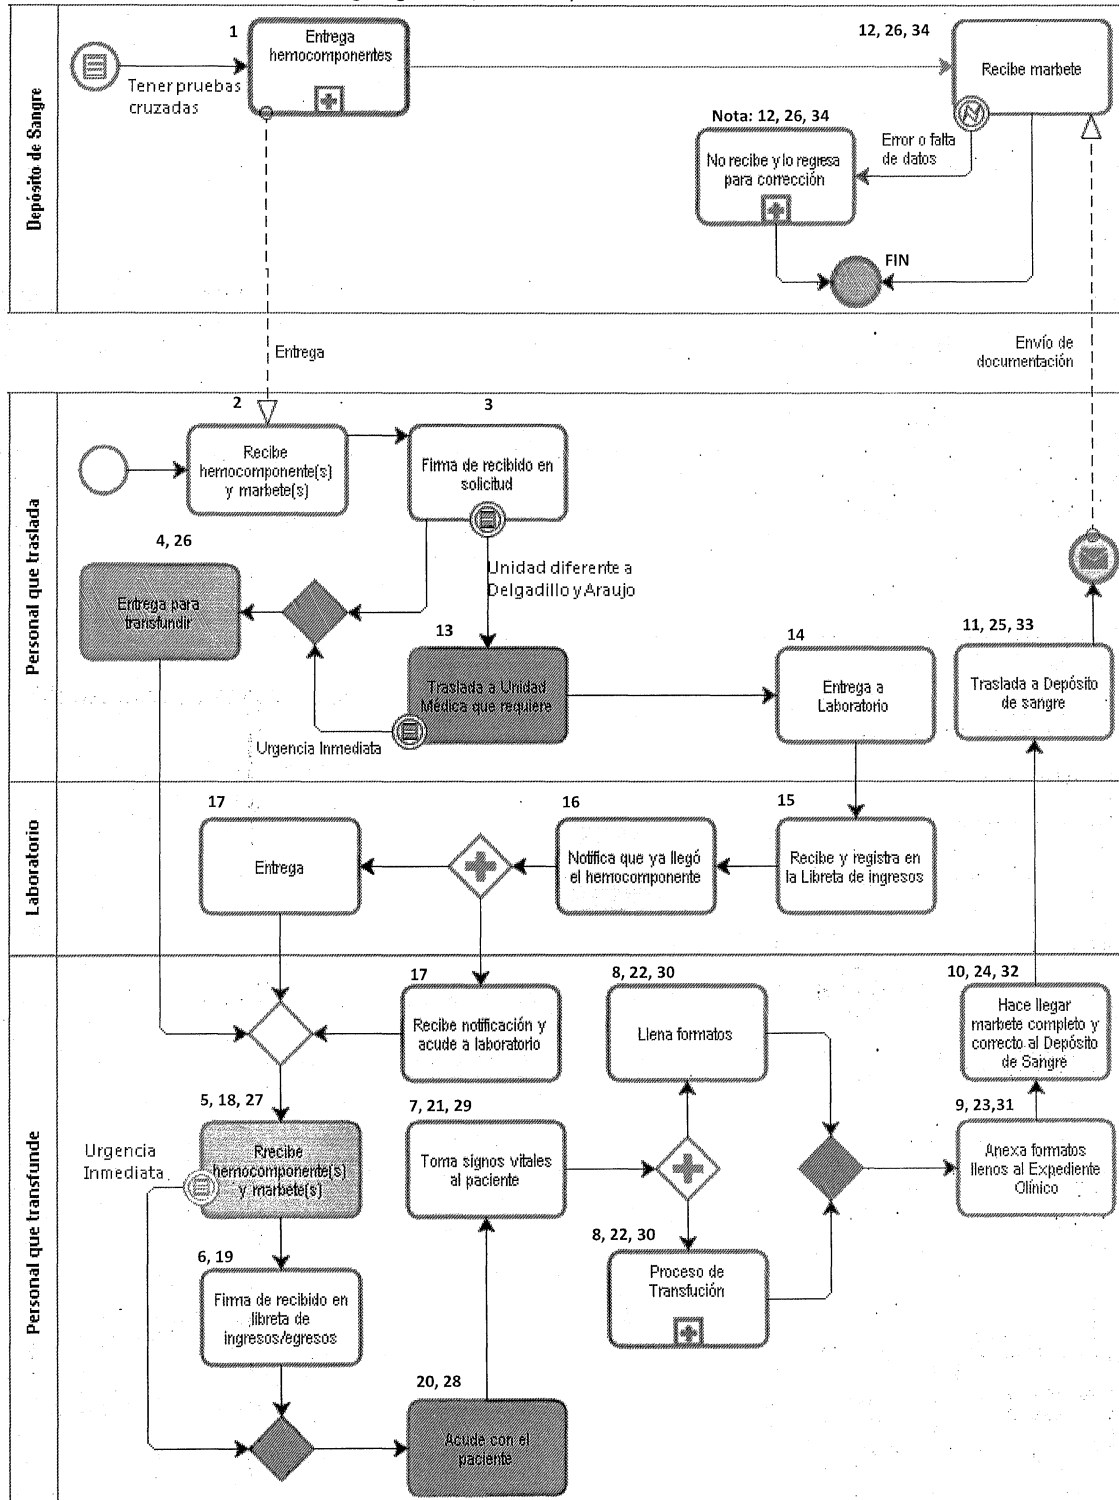 Depósito de Sangre
1
Entrega
hemocomponentes
Tener pruebas
cruzadas
12, 26, 34
Recibe marbete
Nota: 12, 26, 34
No recibe y lo regresa
para corrección
Error o falta
de datos
FIN
Entrega
Envío de
documentación
Personal que traslada
2
Recibe
hemocomponente(s)
y marbete(s)
3
Firma de recibido en
solicitud
4, 26
Entrega para
transfundir
Unidad diferente a
Delgadillo y Araujo
13
Traslada a Unidad
Médica que requiere
Urgencia Inmediata
14
Entrega a
Laboratorio
11, 25, 33
Traslada a Depósito
de sangre
Laboratorio
17
Entrega
16
Notifica que ya llegó
el hemocomponente
15
Recibe y registra en
la Libreta de ingresos
Personal que transfunde
17
Recibe notificación y
acude a laboratorio
8, 22, 30
Llena formatos
10, 24, 32
Hace llegar
marbete completo y
correcto al Depósito
de Sangre
5, 18, 27
Rrecibe
hemocomponente(s)
y marbete(s)
Urgencia
Inmediata
7, 21, 29
Toma signos vitales
al paciente
9, 23,31
Anexa formatos
llenos al Expediente
Clínico
6, 19
Firma de recibido en
libreta de
ingresos/egresos
8, 22, 30
Proceso de
Transfución
20, 28
Acude con el
paciente